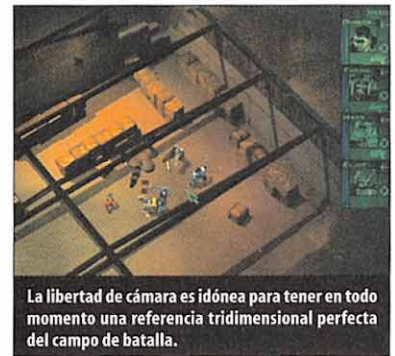 La libertad de cámara es idónea para tener en todo
momento una referencia tridimensional perfecta
del campo de batalla.